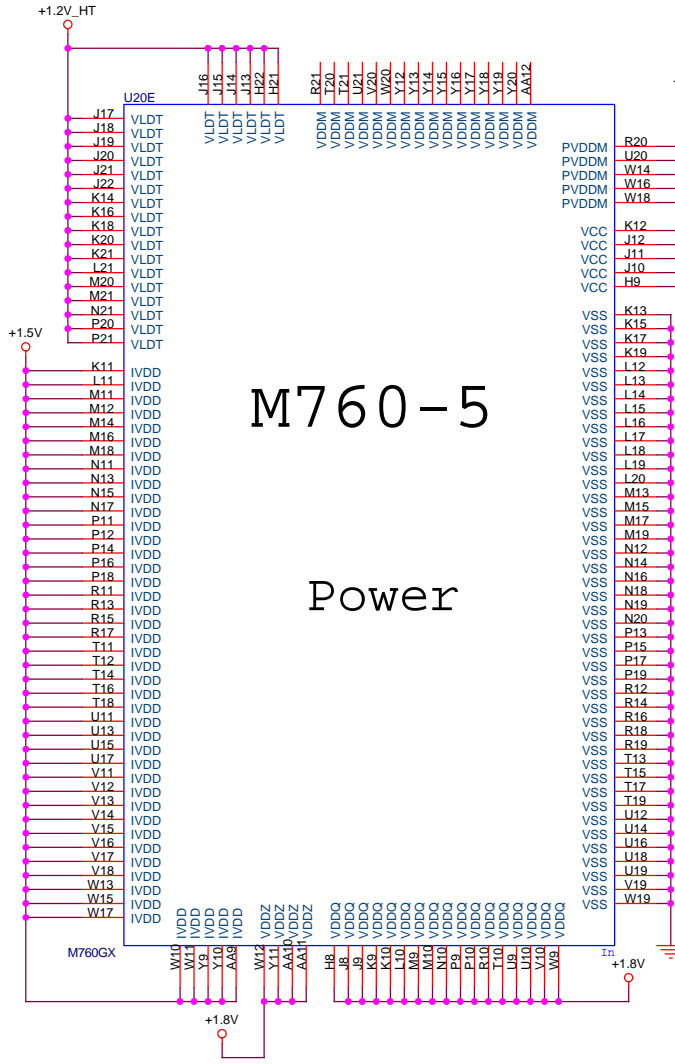 +1.2V_HT
J16 J15 J14 J13 H22 H21 R21 T20 T21 U21 V20 W20 Y12 Y13 Y14 Y15 Y16 Y17 Y18 Y19 Y20 AA12
U20E
VLDT VLDT VLDT VLDT VLDT VLDT VDDM VDDM VDDM VDDM VDDM VDDM VDDM VDDM VDDM VDDM VDDM VDDM VDDM VDDM VDDM VDDM
J17 VLDT
J18 VLDT
J19 VLDT
J20 VLDT
J21 VLDT
J22 VLDT
K14 VLDT
K16 VLDT
K18 VLDT
K20 VLDT
K21 VLDT
L21 VLDT
M20 VLDT
M21 VLDT
N21 VLDT
P20 VLDT
P21 VLDT
+1.5V
K11 IVDD
L11 IVDD
M11 IVDD
M12 IVDD
M14 IVDD
M16 IVDD
M18 IVDD
N11 IVDD
N13 IVDD
N15 IVDD
N17 IVDD
P11 IVDD
P12 IVDD
P14 IVDD
P16 IVDD
P18 IVDD
R11 IVDD
R13 IVDD
R15 IVDD
R17 IVDD
T11 IVDD
T12 IVDD
T14 IVDD
T16 IVDD
T18 IVDD
U11 IVDD
U13 IVDD
U15 IVDD
U17 IVDD
V11 IVDD
V12 IVDD
V13 IVDD
V14 IVDD
V15 IVDD
V16 IVDD
V17 IVDD
V18 IVDD
W13 IVDD
W15 IVDD
W17 IVDD
M760-5
Power
PVDDM R20
PVDDM U20
PVDDM W14
PVDDM W16
PVDDM W18
VCC K12
VCC J12
VCC J11
VCC J10
VCC H9
VSS K13
VSS K15
VSS K17
VSS K19
VSS L12
VSS L13
VSS L14
VSS L15
VSS L16
VSS L17
VSS L18
VSS L19
VSS L20
VSS M13
VSS M15
VSS M17
VSS M19
VSS N12
VSS N14
VSS N16
VSS N18
VSS N19
VSS N20
VSS P13
VSS P15
VSS P17
VSS P19
VSS R12
VSS R14
VSS R16
VSS R18
VSS R19
VSS T13
VSS T15
VSS T17
VSS T19
VSS U12
VSS U14
VSS U16
VSS U18
VSS U19
VSS V19
VSS W19
IVDD IVDD IVDD IVDD IVDD VDDZ VDDZ VDDZ VDDZ VDDQ VDDQ VDDQ VDDQ VDDQ VDDQ VDDQ VDDQ VDDQ VDDQ VDDQ VDDQ VDDQ VDDQ VDDQ VDDQ VDDQ
M760GX
In
W10 W11 Y9 Y10 AA9 W12 Y11 AA10 AA11 H8 J8 J9 K9 K10 L10 M9 M10 N10 P9 P10 R10 T10 U9 U10 V10 W9
+1.8V
+1.8V